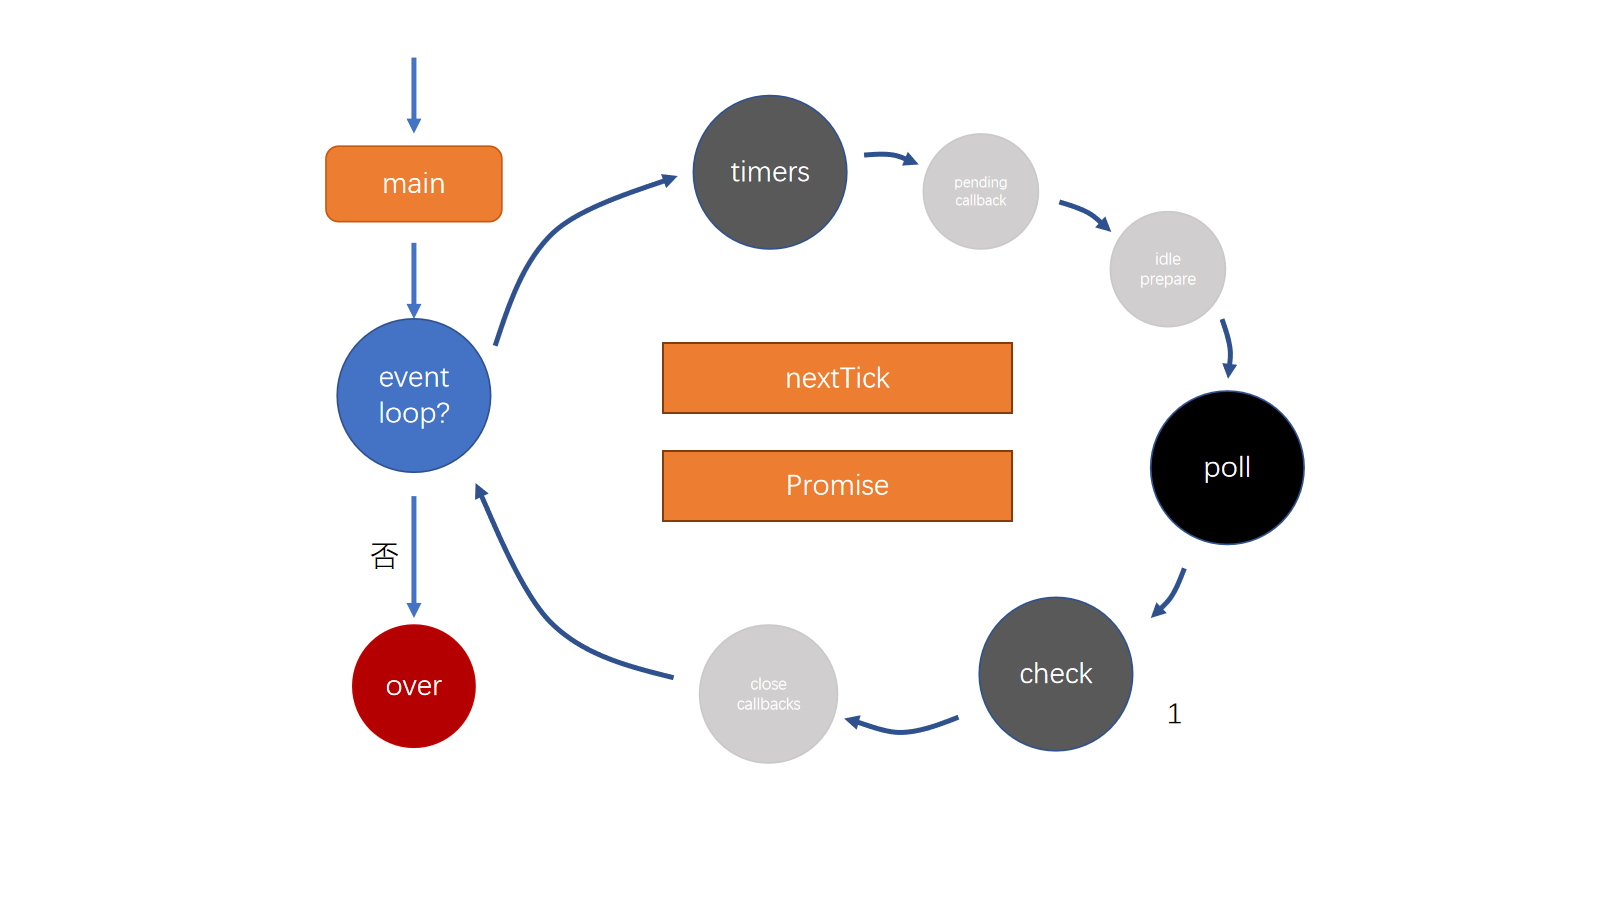 main
event
loop?
否
over
timers
pending
callback
idle
prepare
poll
check
1
close
callbacks
nextTick
Promise